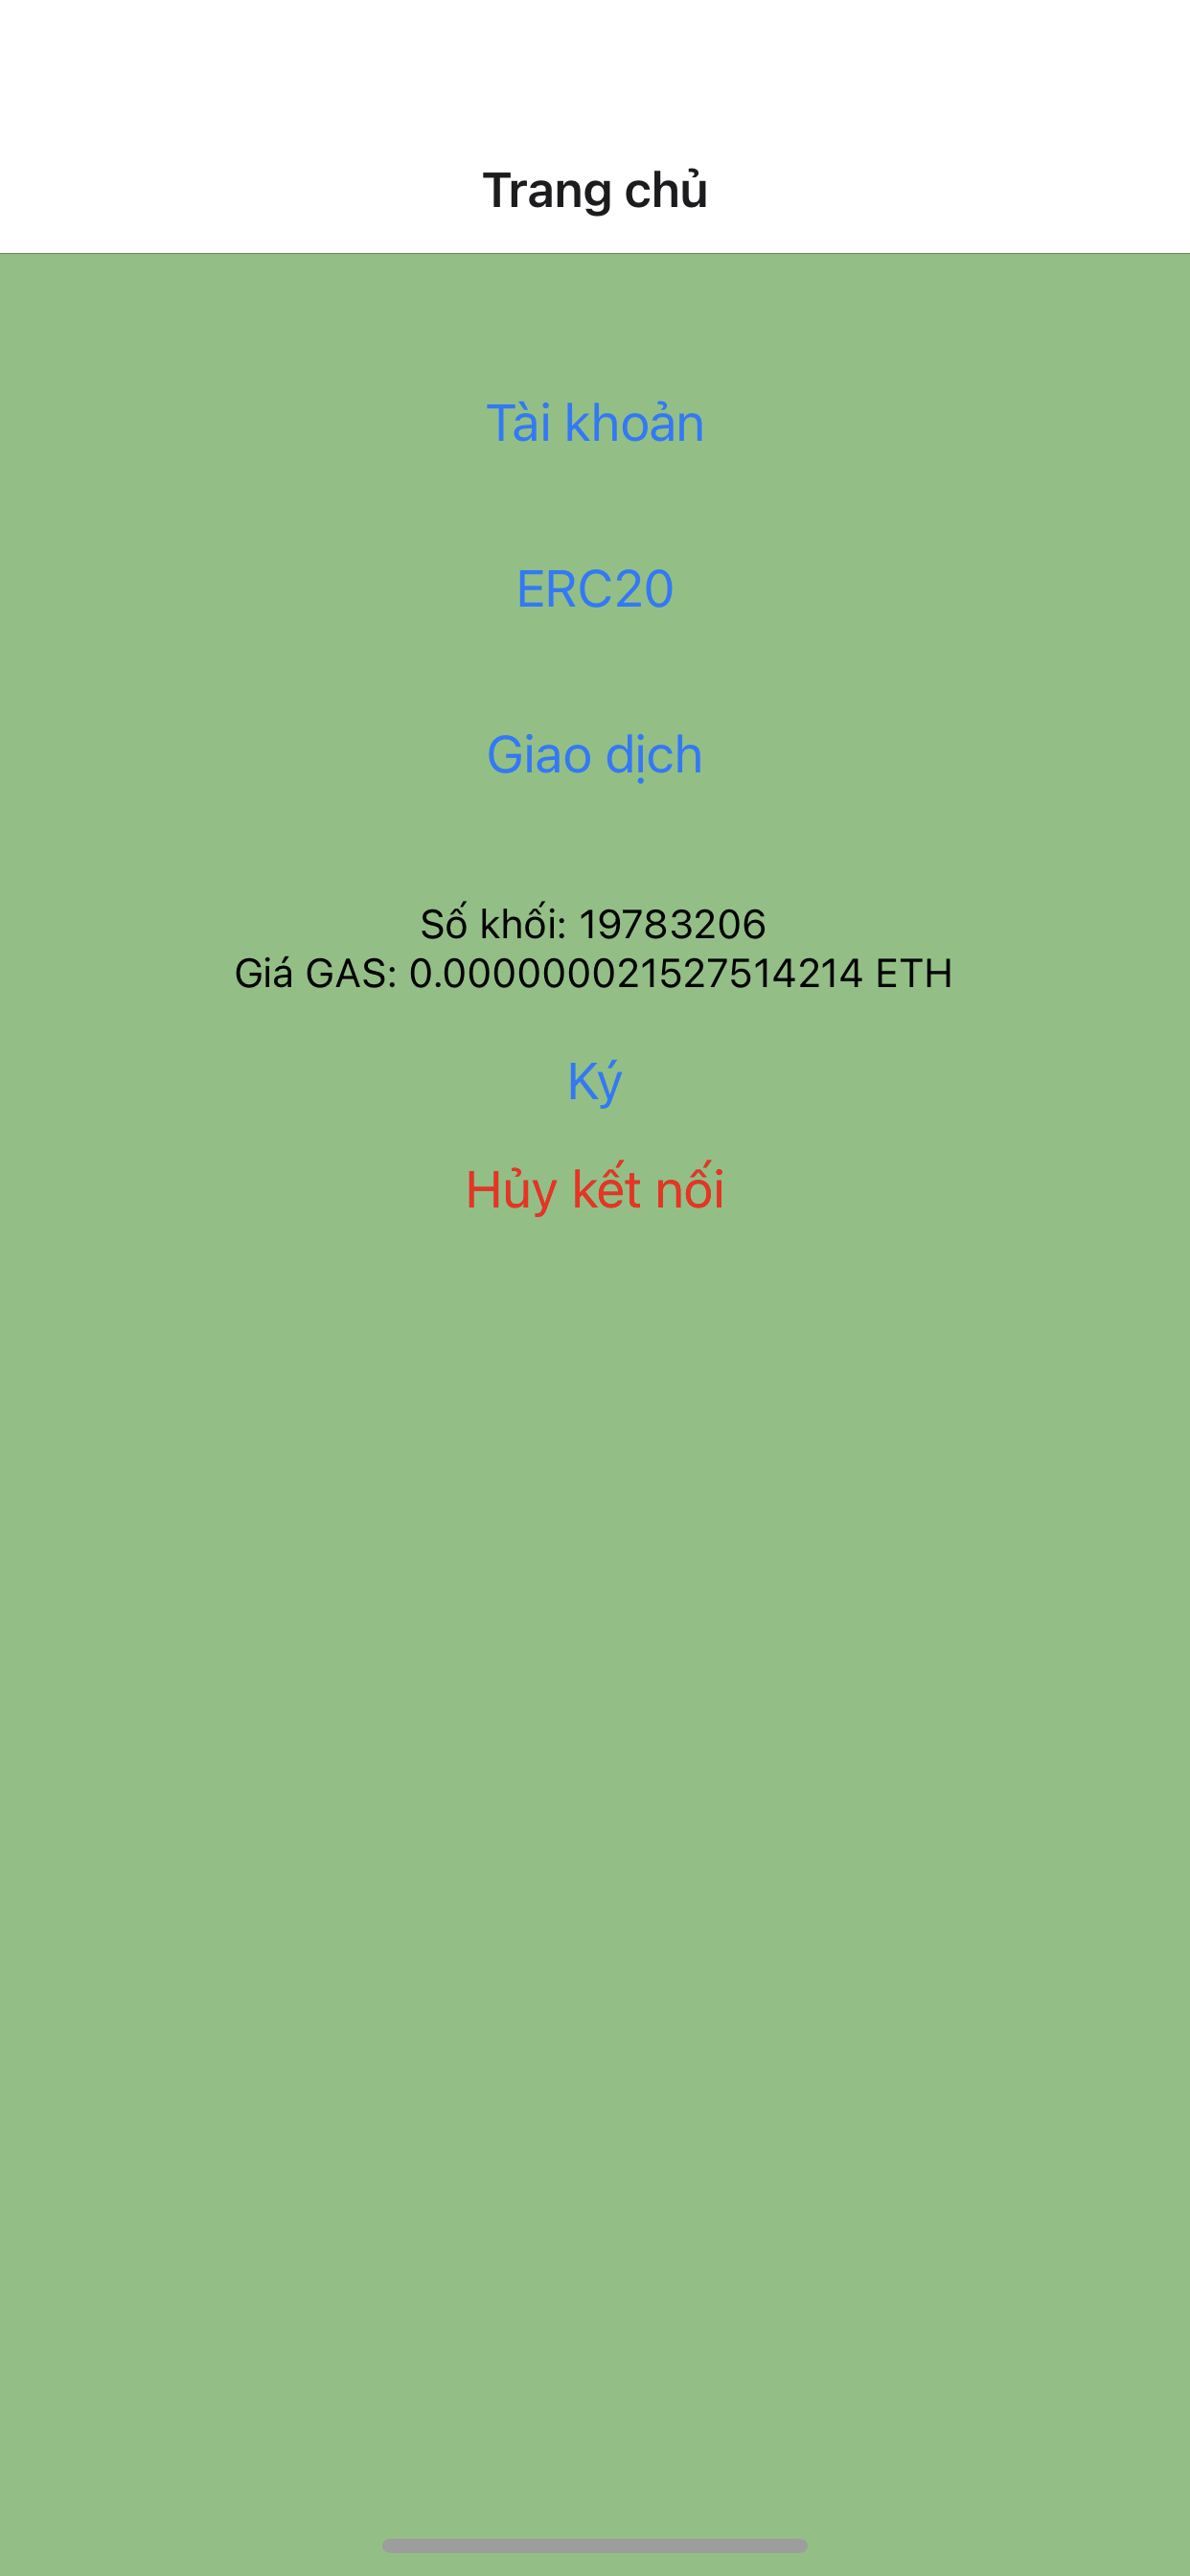 Trang chủ
Tài khoản
ERC20
Giao dịch
Số khối: 19783206
Giá GAS: 0.000000021527514214 ETH
Ký
Hủy kết nối